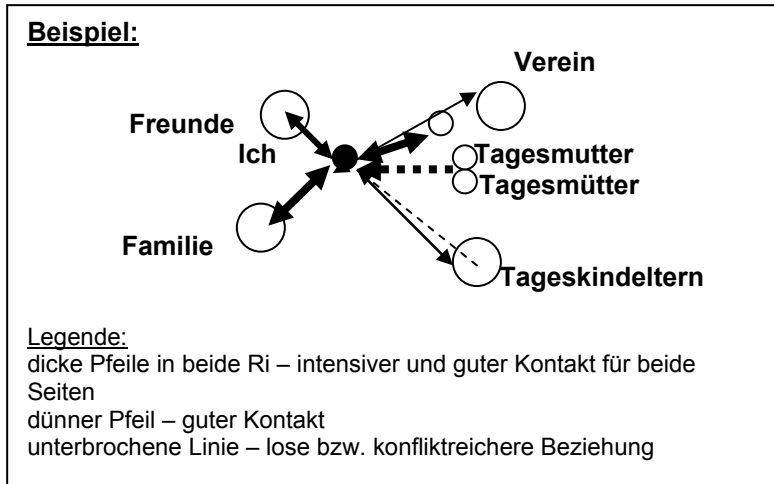 Beispiel:
Verein
Freunde
Ich
Tagesmutter
Tagesmütter
Familie
Tageskindeltern
Legende:
dicke Pfeile in beide Ri – intensiver und guter Kontakt für beide
Seiten
dünner Pfeil – guter Kontakt
unterbrochene Linie – lose bzw. konfliktreichere Beziehung